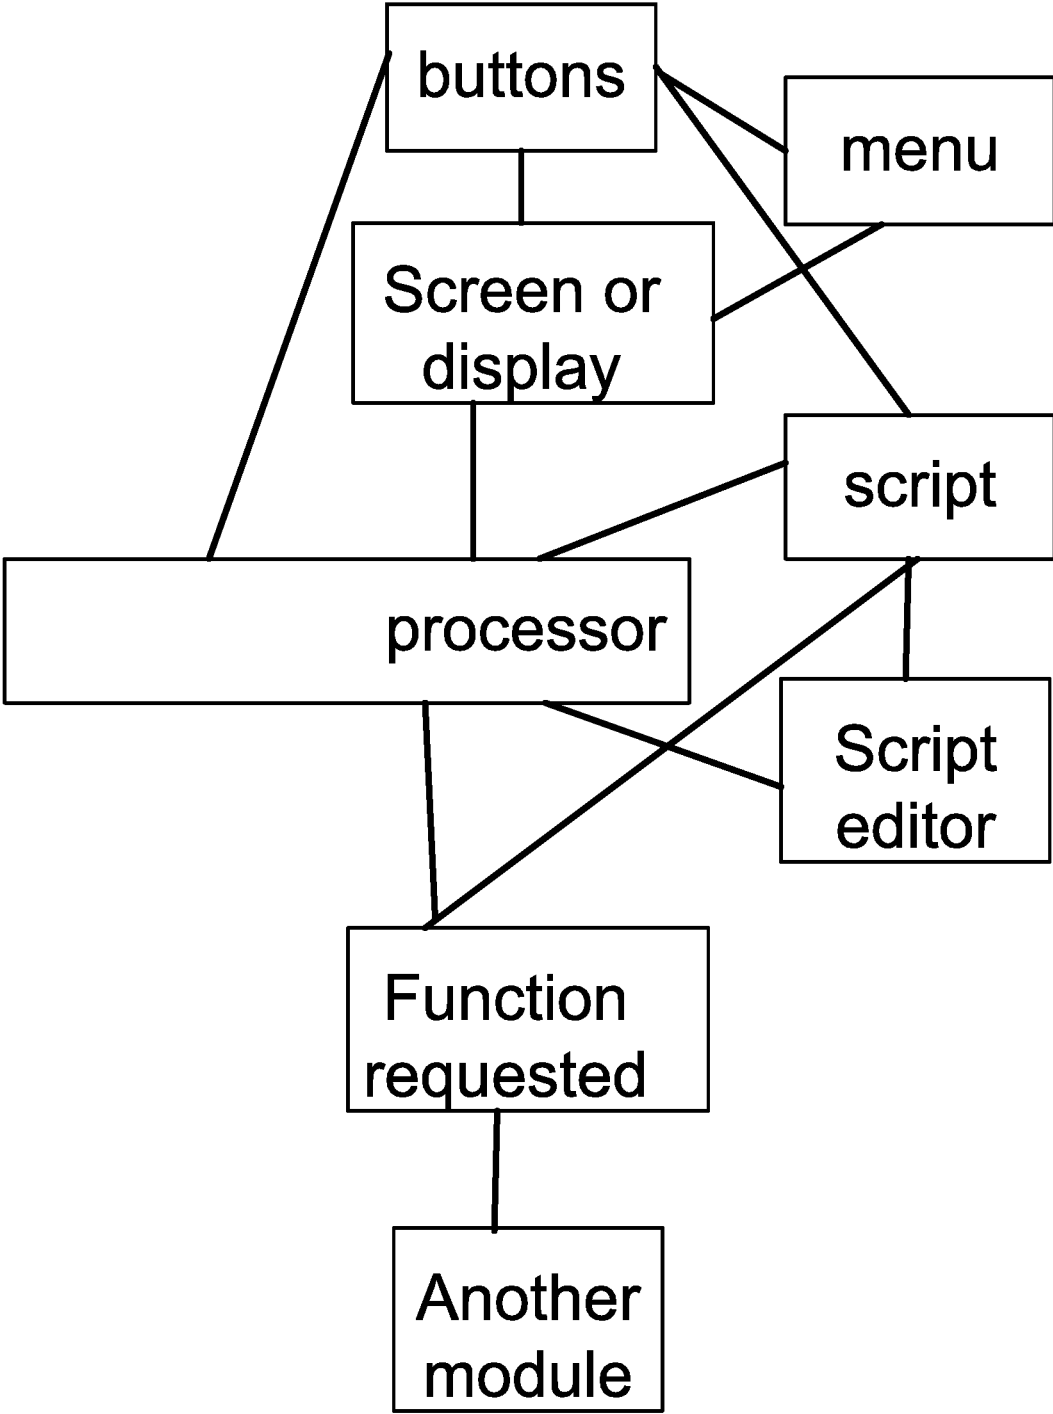 buttons
menu
Screen or
display
script
processor
Script
editor
Function
requested
Another
module